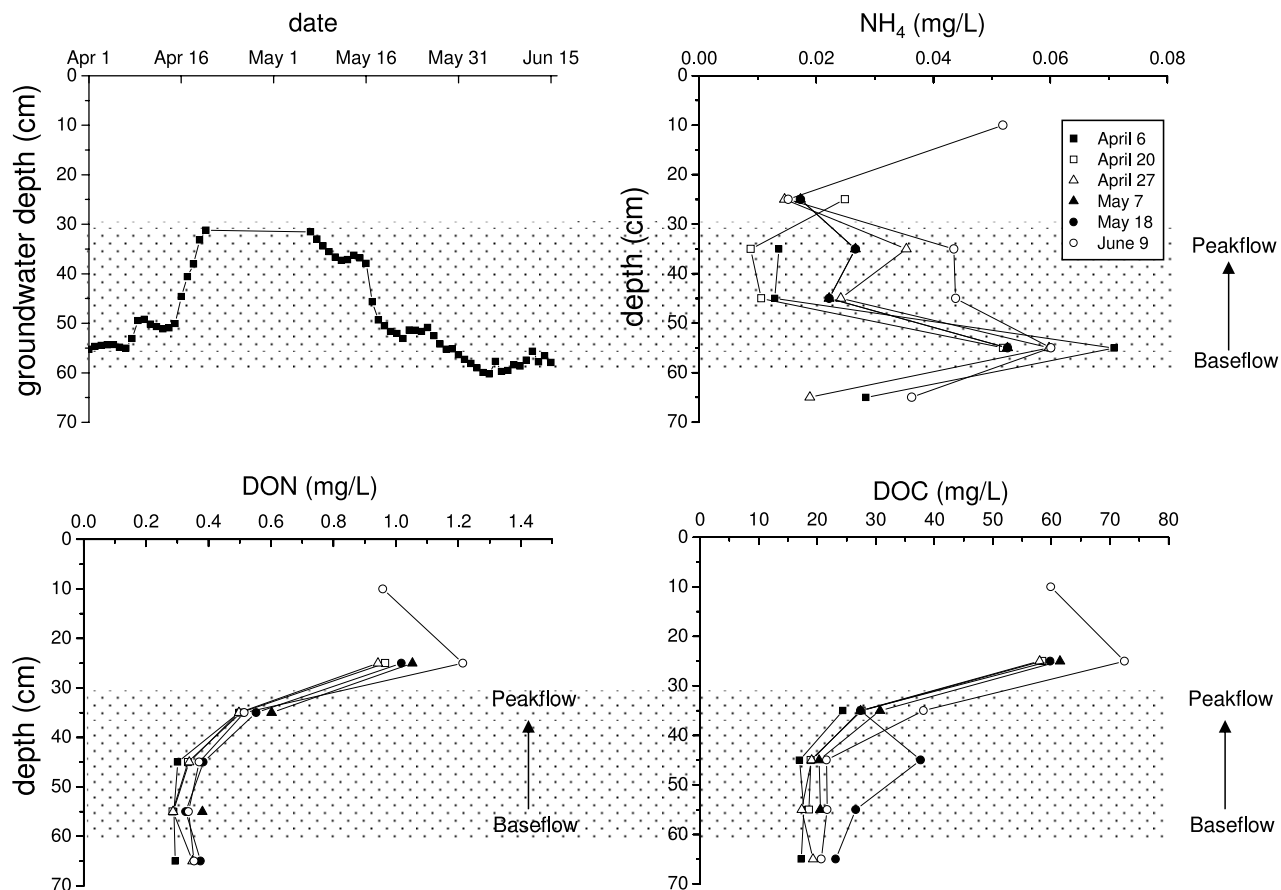 date
Apr 1 Apr 16 May 1 May 16 May 31 Jun 15
groundwater depth (cm)
0
10
20
30
40
50
60
70
NH₄ (mg/L)
0.00 0.02 0.04 0.06 0.08
depth (cm)
0
10
20
30
40
50
60
70
April 6
April 20
April 27
May 7
May 18
June 9
Peakflow
Baseflow
DON (mg/L)
0.0 0.2 0.4 0.6 0.8 1.0 1.2 1.4
depth (cm)
0
10
20
30
40
50
60
70
Peakflow
Baseflow
DOC (mg/L)
0 10 20 30 40 50 60 70 80
0
10
20
30
40
50
60
70
Peakflow
Baseflow